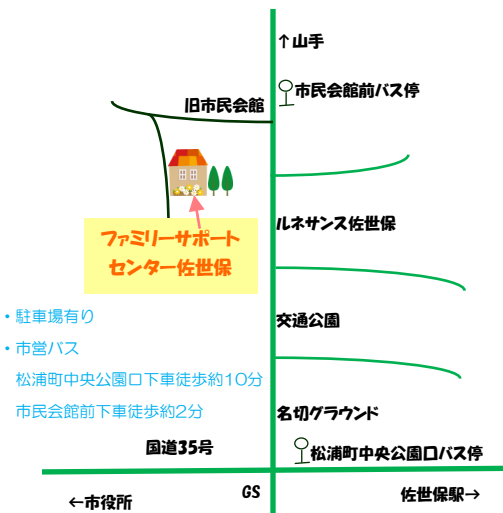 ↑山手
市民会館前バス停
旧市民会館
ルネサンス佐世保
ファミリーサポート
センター佐世保
・駐車場有り
・市営バス
松浦町中央公園口下車徒歩約10分
市民会館前下車徒歩約2分
交通公園
名切グラウンド
国道35号
松浦町中央公園口バス停
←市役所
GS
佐世保駅→